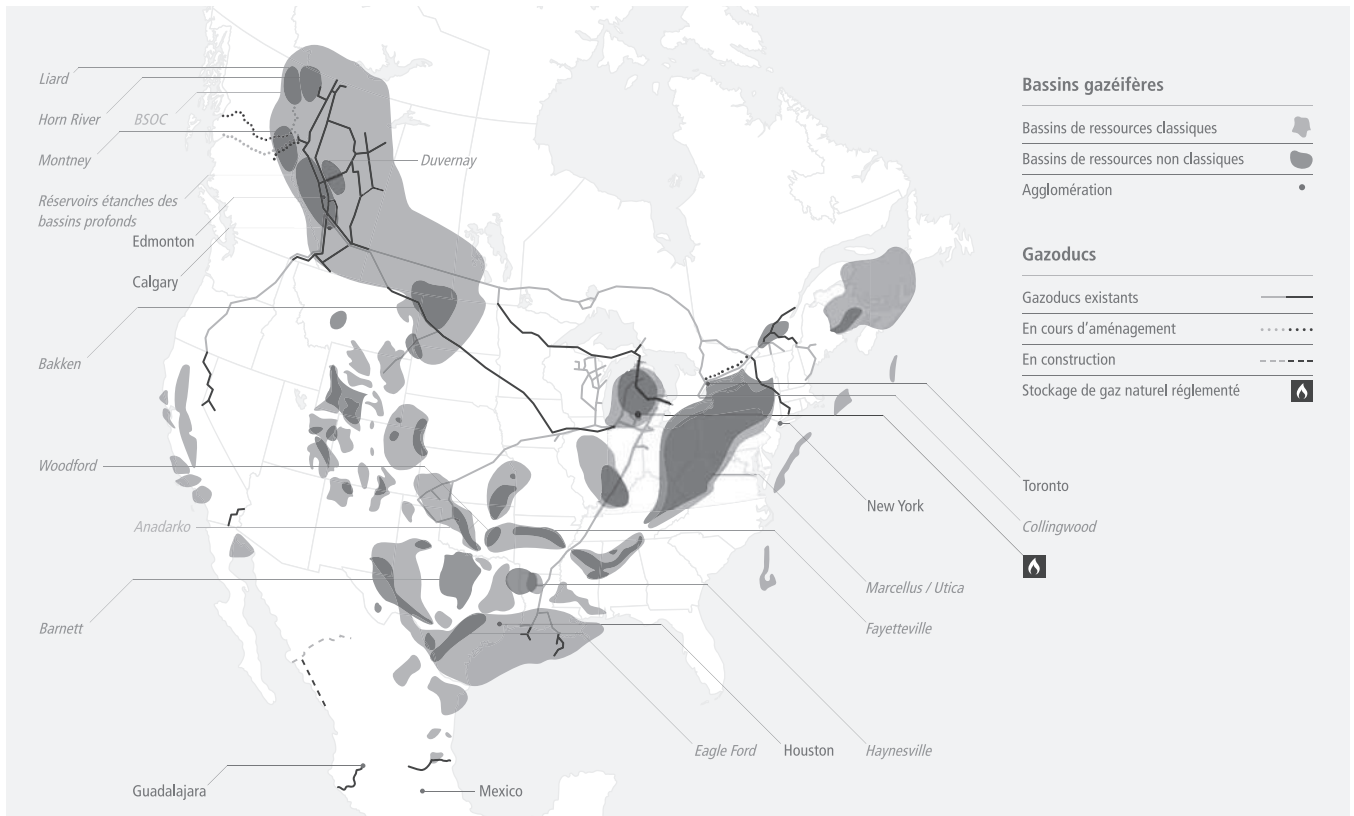 Liard
Horn River
BSOC
Montney
Duvernay
Réservoirs étanches des
bassins profonds
Edmonton
Calgary
Bakken
Woodford
Anadarko
Barnett
Guadalajara
Mexico
Eagle Ford
Houston
Haynesville
Fayetteville
Marcellus / Utica
New York
Collingwood
Toronto
Bassins gazéifères
Bassins de ressources classiques
Bassins de ressources non classiques
Agglomération
Gazoducs
Gazoducs existants
En cours d’aménagement
En construction
Stockage de gaz naturel réglementé